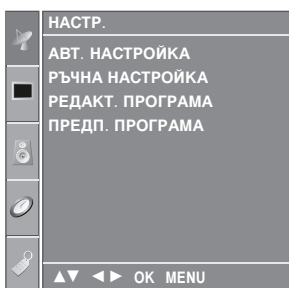 НАСТР.
АВТ. НАСТРОЙКА
РЪЧНА НАСТРОЙКА
РЕДАКТ. ПРОГРАМА
ПРЕДП. ПРОГРАМА
▲▼ ◄► OK MENU